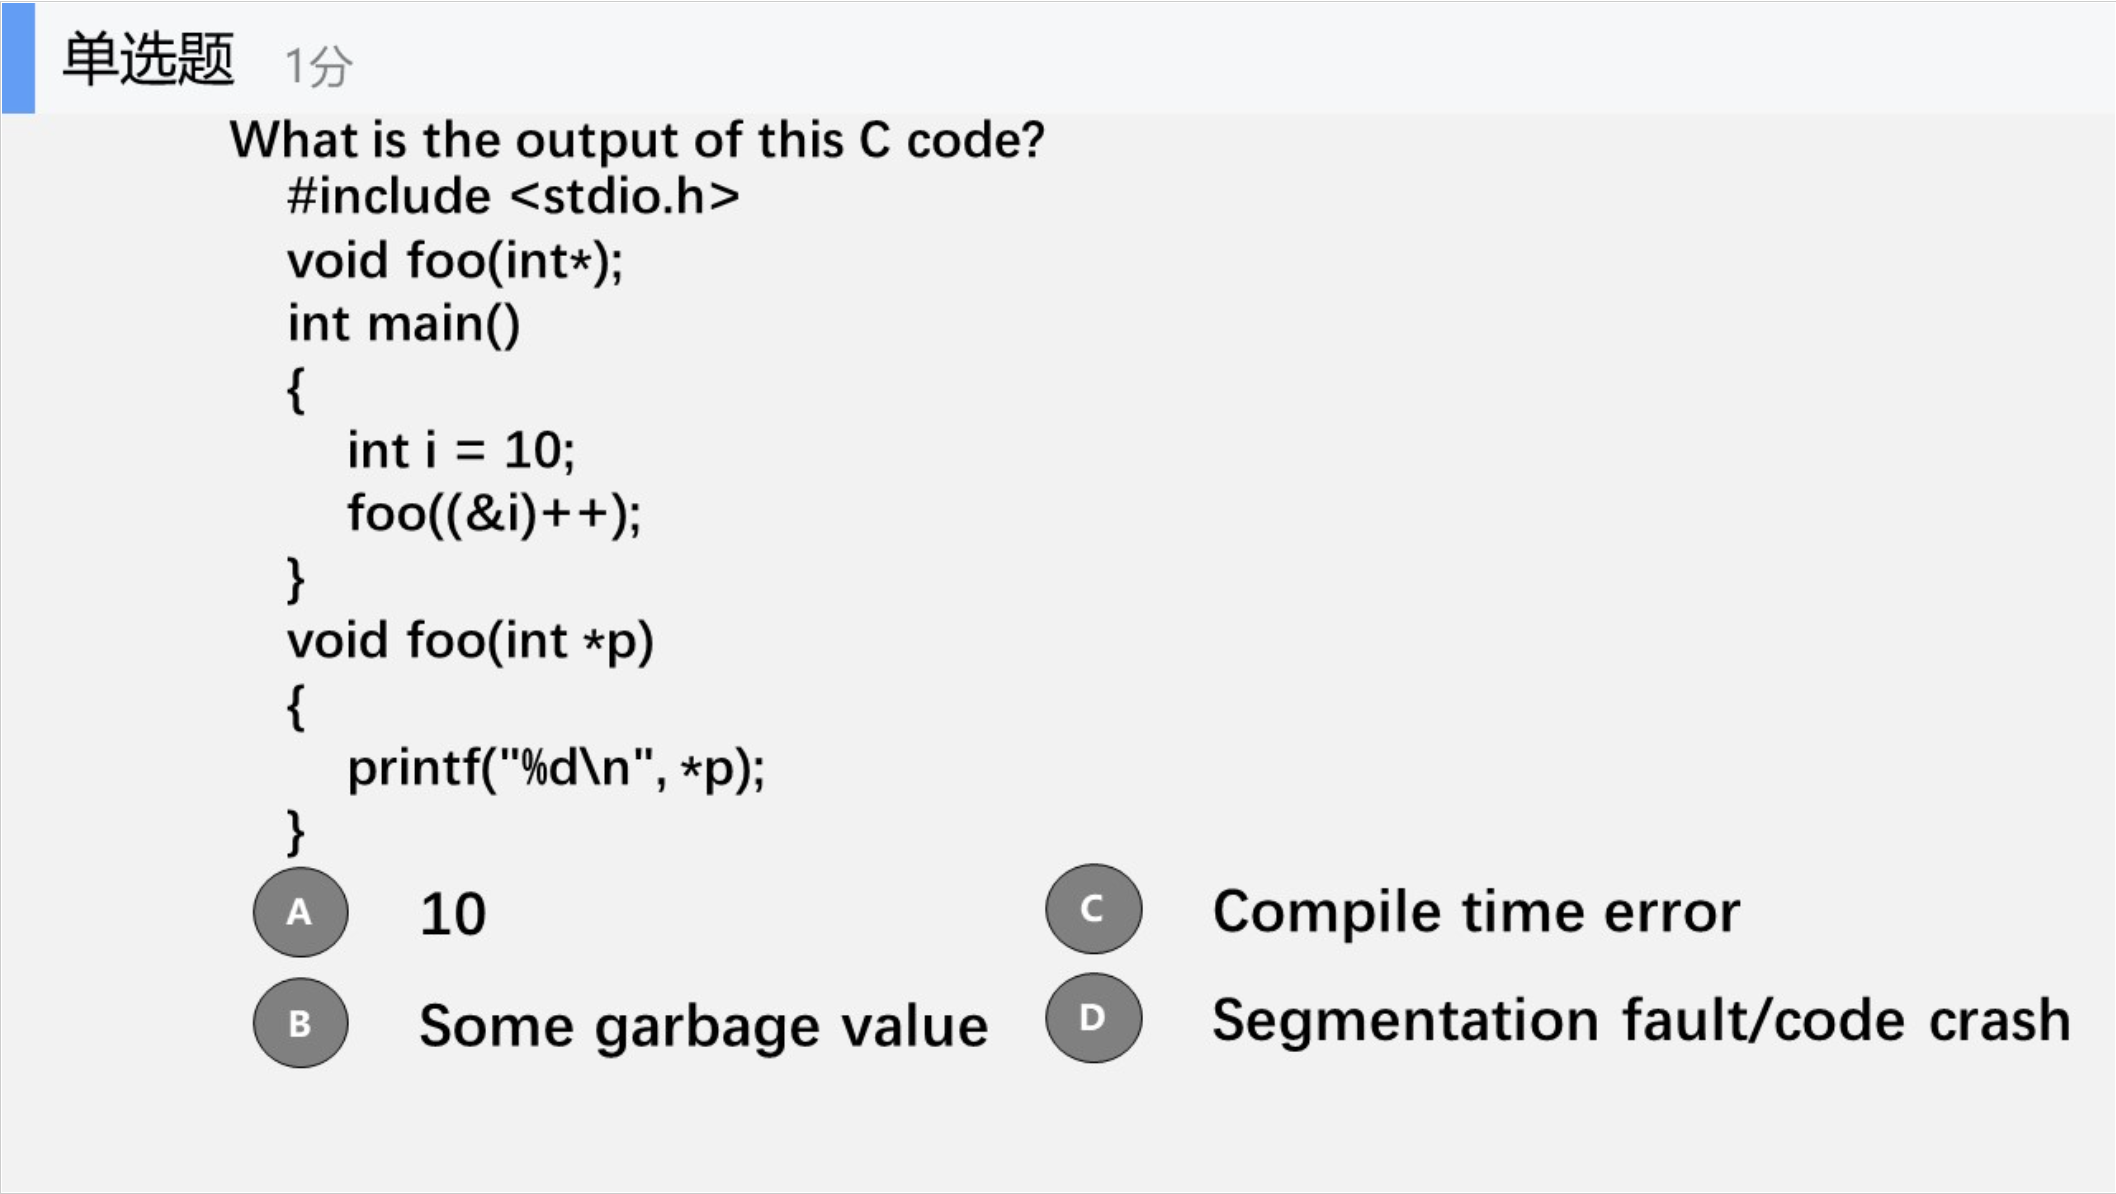 单选题 1分
What is the output of this C code?
#include <stdio.h>
void foo(int*);
int main()
{
int i = 10;
foo((&i)++);
}
void foo(int *p)
{
printf("%d\n", *p);
}
A 10
C Compile time error
B Some garbage value
D Segmentation fault/code crash